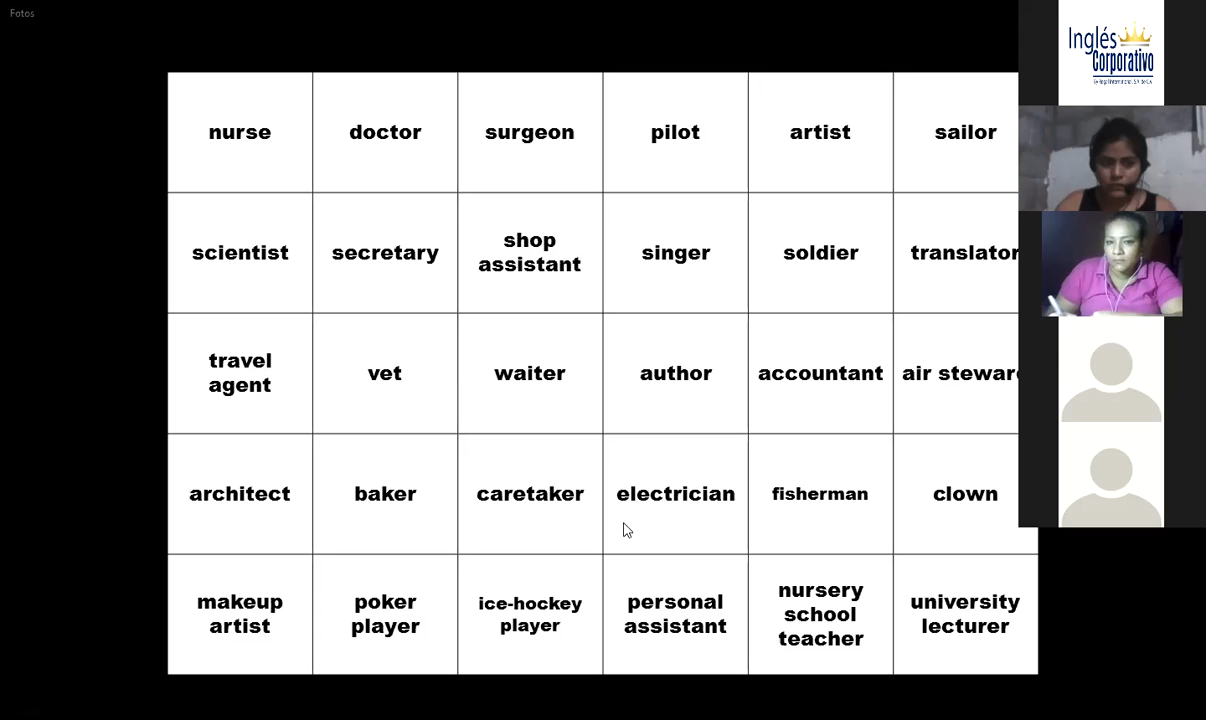 Fotos
Inglés
Corporativo
nurse
doctor
surgeon
pilot
artist
sailor
scientist
secretary
shop
assistant
singer
soldier
translator
travel
agent
vet
waiter
author
accountant
air stewar
architect
baker
caretaker
electrician
fisherman
clown
makeup
artist
poker
player
ice-hockey
player
personal
assistant
nursery
school
teacher
university
lecturer